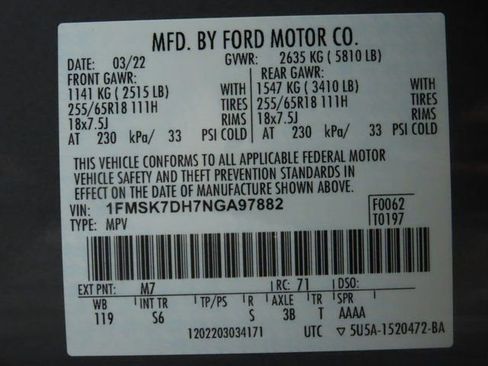 MFD. BY FORD MOTOR CO.
DATE: 03/22 GVWR: 2635 KG ( 5810 LB)
FRONT GAWR: REAR GAWR:
1141 KG ( 2515 LB) WITH 1547 KG ( 3410 LB) WITH
255/65R18 111H TIRES 255/65R18 111H TIRES
18x7.5J RIMS 18x7.5J RIMS
AT 230 kPa/ 33 PSI COLD AT 230 kPa/ 33 PSI COLD
THIS VEHICLE CONFORMS TO ALL APPLICABLE FEDERAL MOTOR
VEHICLE SAFETY AND THEFT PREVENTION STANDARDS IN
EFFECT ON THE DATE OF MANUFACTURE SHOWN ABOVE.
VIN: 1FMSK7DH7NGA97882 F0062
TYPE: MPV T0197
EXT PNT: M7 RC: 71 DSO:
WB INT TR TP/PS R AXLE TR SPR
119 S6 S 3B T AAAA
1202203034171 UTC ▽ 5U5A-1520472-BA